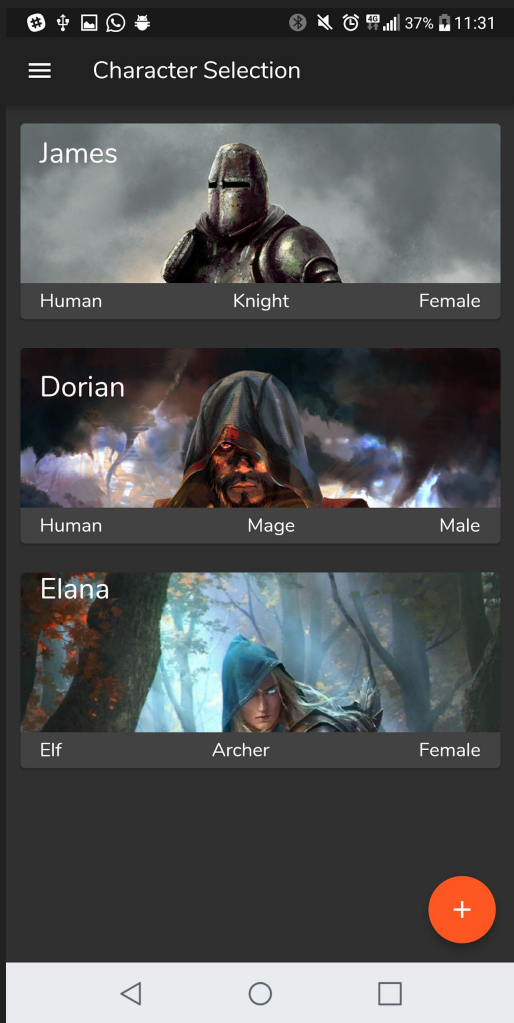 37% 11:31
Character Selection
James
Human Knight Female
Dorian
Human Mage Male
Elana
Elf Archer Female